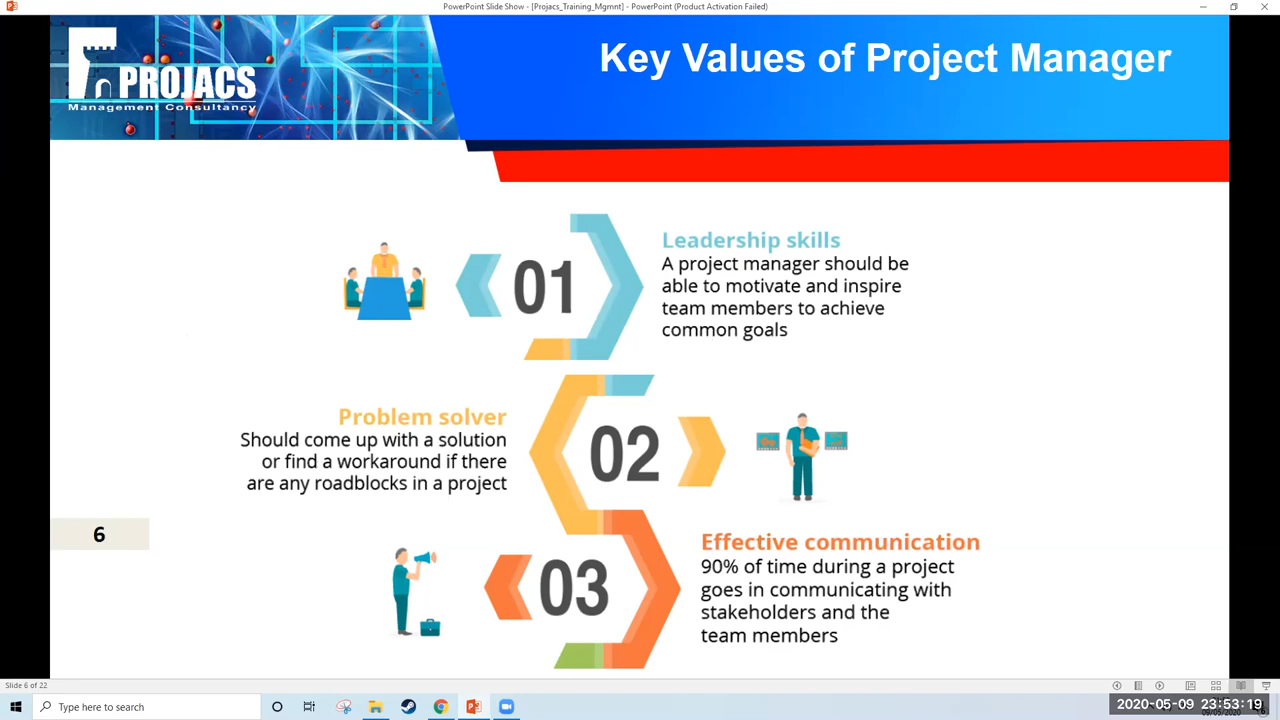 PowerPoint Slide Show - [Projacs_Training_Mgmnt] - PowerPoint (Product Activation Failed)
PROJACS
Management Consultancy
Key Values of Project Manager
01
Leadership skills
A project manager should be
able to motivate and inspire
team members to achieve
common goals
Problem solver
Should come up with a solution
or find a workaround if there
are any roadblocks in a project
02
6
03
Effective communication
90% of time during a project
goes in communicating with
stakeholders and the
team members
Slide 6 of 22
Type here to search
2020-05-09 23:53:19